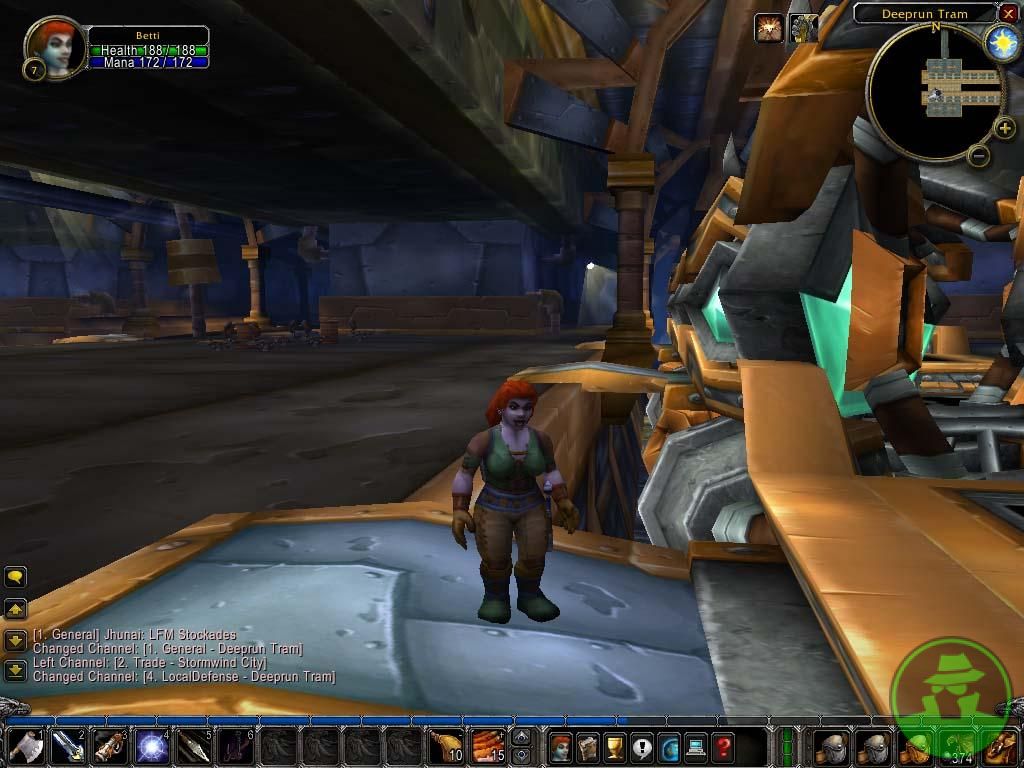 Betti
Health 188 / 188
Mana 172 / 172
7
Deeprun Tram
N
[1. General] Jhunai: LFM Stockades
Changed Channel: [1. General - Deeprun Tram]
Left Channel: [2. Trade - Stormwind City]
Changed Channel: [4. LocalDefense - Deeprun Tram]
2
3
4
5
6
10
15
374